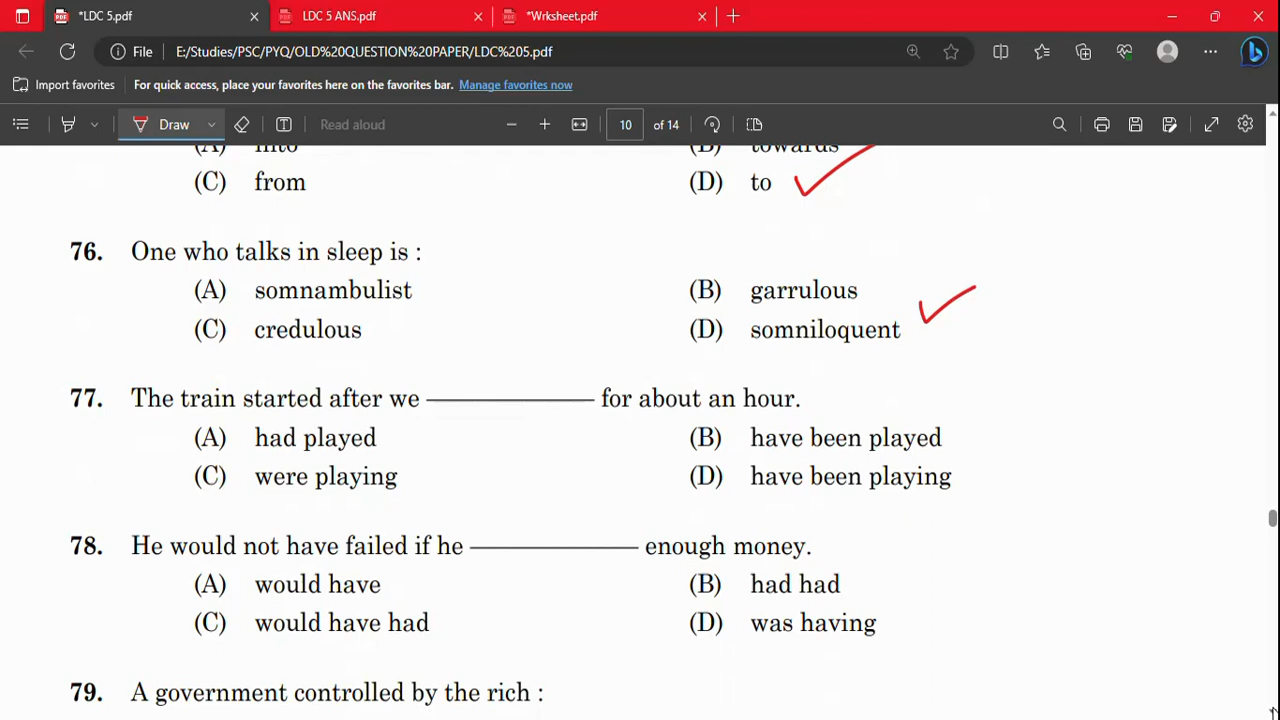 *LDC 5.pdf
LDC 5 ANS.pdf
*Wrksheet.pdf
File E:/Studies/PSC/PYQ/OLD%20QUESTION%20PAPER/LDC%205.pdf
Import favorites For quick access, place your favorites here on the favorites bar. Manage favorites now
Draw Read aloud 10 of 14
(A) into (B) towards
(C) from (D) to
76. One who talks in sleep is :
(A) somnambulist (B) garrulous
(C) credulous (D) somniloquent
77. The train started after we ———— for about an hour.
(A) had played (B) have been played
(C) were playing (D) have been playing
78. He would not have failed if he ———— enough money.
(A) would have (B) had had
(C) would have had (D) was having
79. A government controlled by the rich :